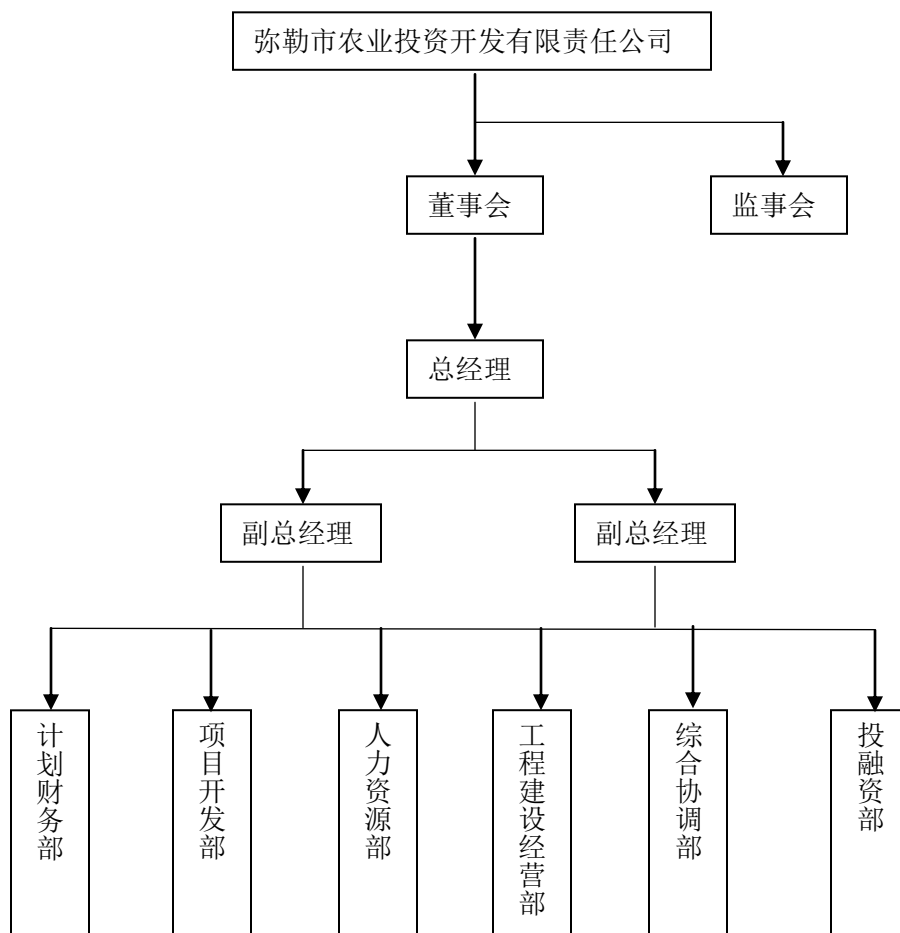 弥勒市农业投资开发有限责任公司
董事会
监事会
总经理
副总经理
副总经理
计划财务部
项目开发部
人力资源部
工程建设经营部
综合协调部
投融资部